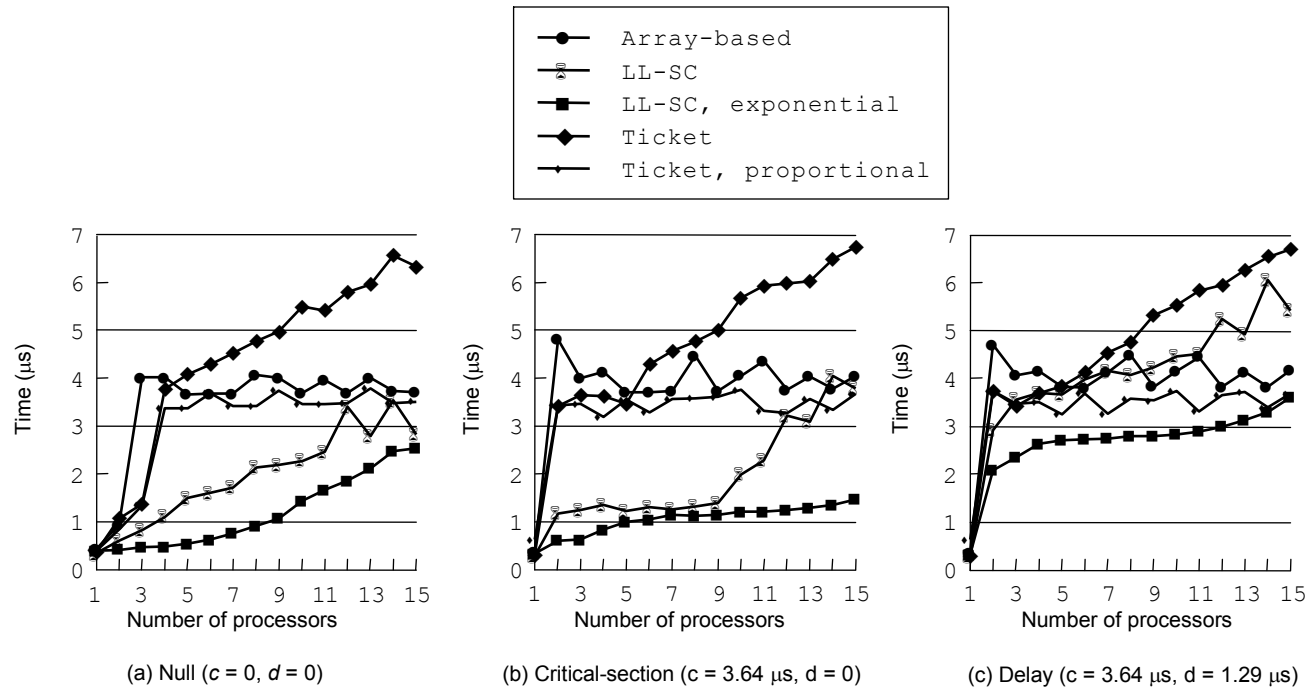 Array-based
LL-SC
LL-SC, exponential
Ticket
Ticket, proportional
Time (μs)
7
6
5
4
3
2
1
0
1 3 5 7 9 11 13 15
Number of processors
(a) Null (c = 0, d = 0)
Time (μs)
7
6
5
4
3
2
1
0
1 3 5 7 9 11 13 15
Number of processors
(b) Critical-section (c = 3.64 μs, d = 0)
Time (μs)
7
6
5
4
3
2
1
0
1 3 5 7 9 11 13 15
Number of processors
(c) Delay (c = 3.64 μs, d = 1.29 μs)